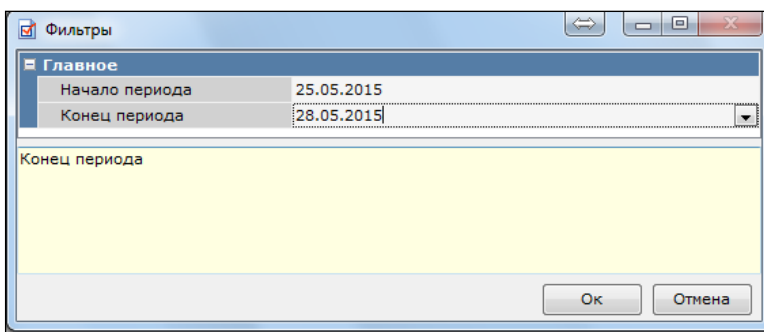 Фильтры
Главное
Начало периода 25.05.2015
Конец периода 28.05.2015
Конец периода
Ок Отмена